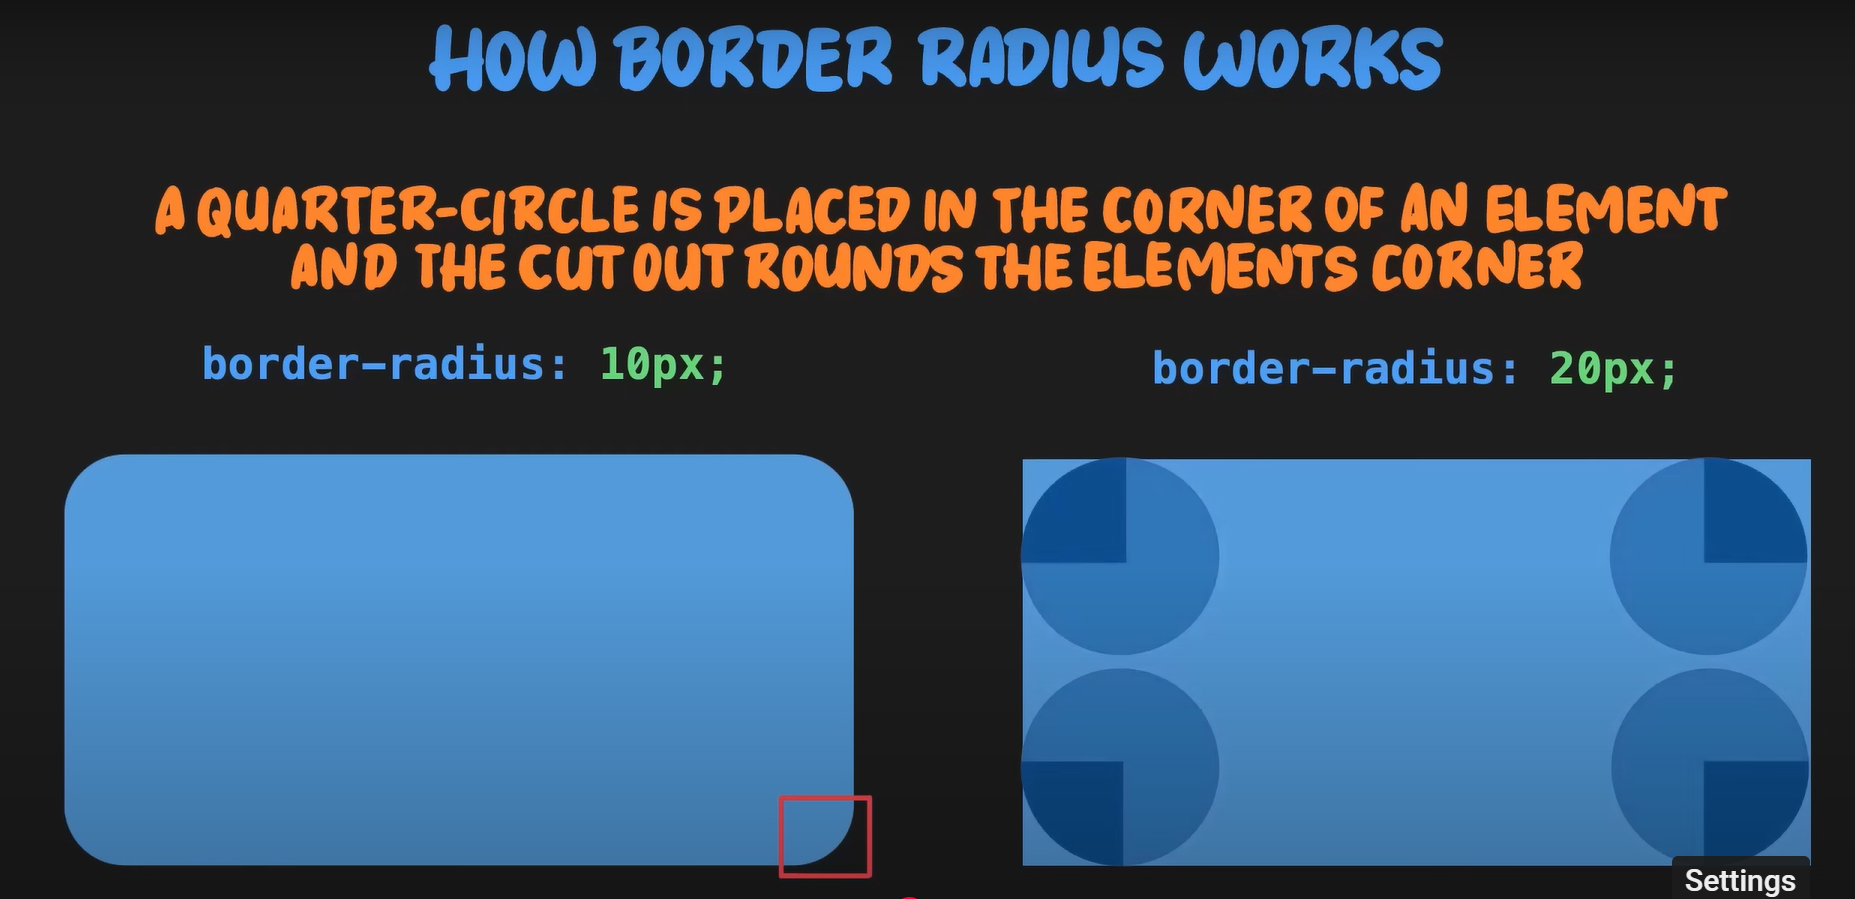 HOW BORDER RADIUS WORKS
A QUARTER-CIRCLE IS PLACED IN THE CORNER OF AN ELEMENT
AND THE CUT OUT ROUNDS THE ELEMENTS CORNER
border-radius: 10px;
border-radius: 20px;
Settings